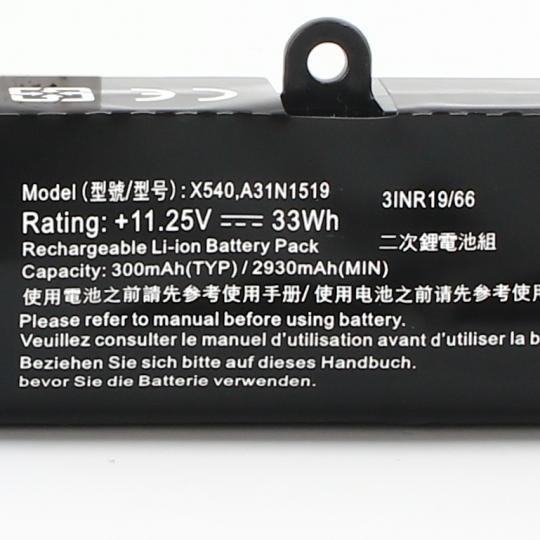 CE
Model (型號/型号) : X540,A31N1519
3INR19/66
Rating: +11.25V ⎓ 33Wh
Rechargeable Li-ion Battery Pack
二次鋰電池組
Capacity: 300mAh(TYP) / 2930mAh(MIN)
使用電池之前請先参考使用手册/ 使用电池之前请先参考使用
Please refer to manual before using battery.
Veuillez consulter le manuel d'utilisation avant d'utiliser la b
Beziehen Sie sich bitte auf dieses Handbuch.
bevor Sie die Batterie verwenden.